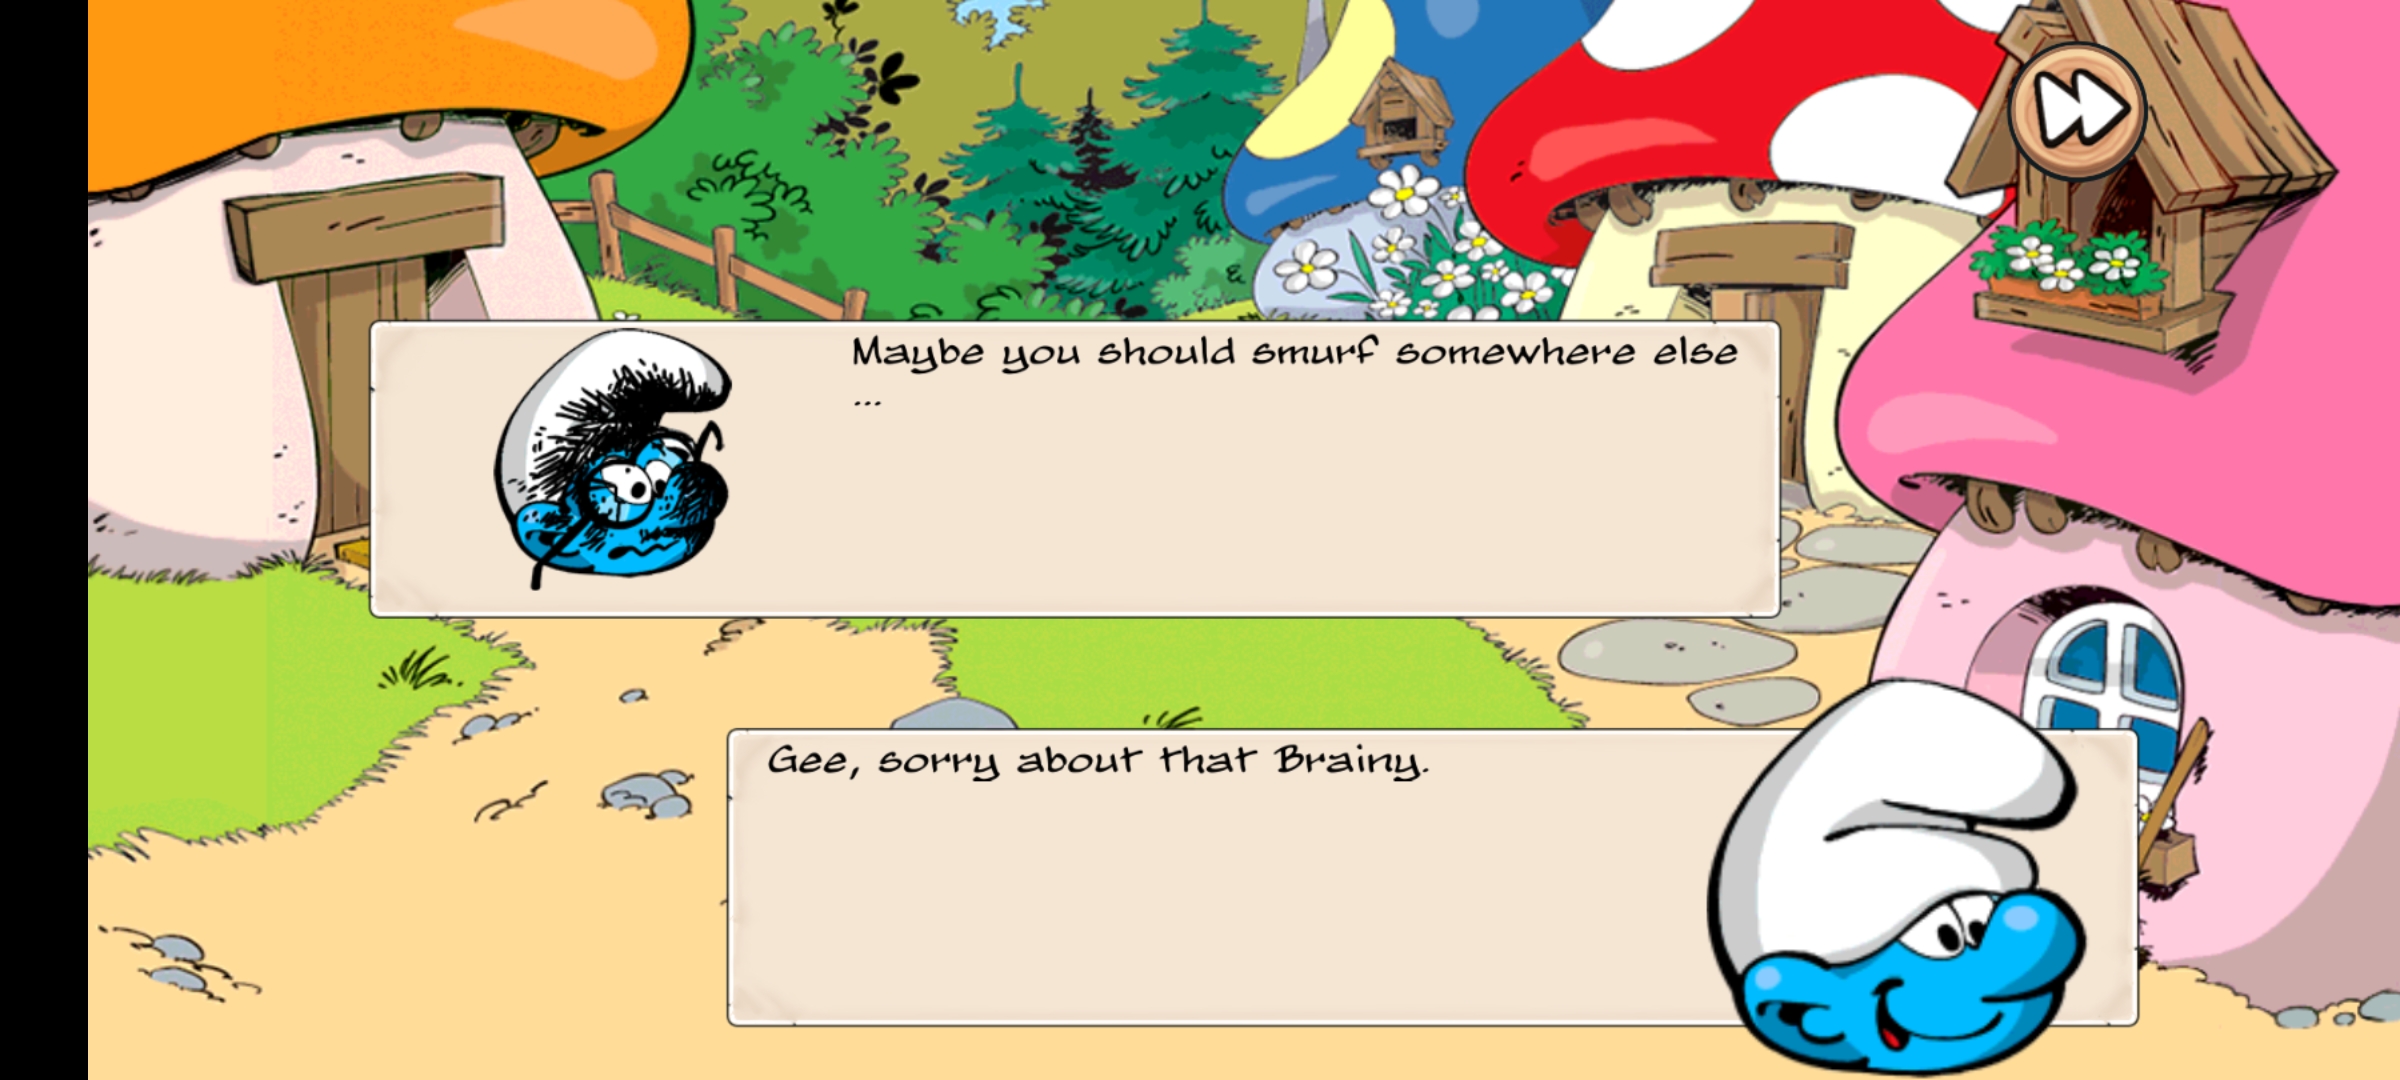 Maybe you should smurf somewhere else
...
Gee, sorry about that Brainy.